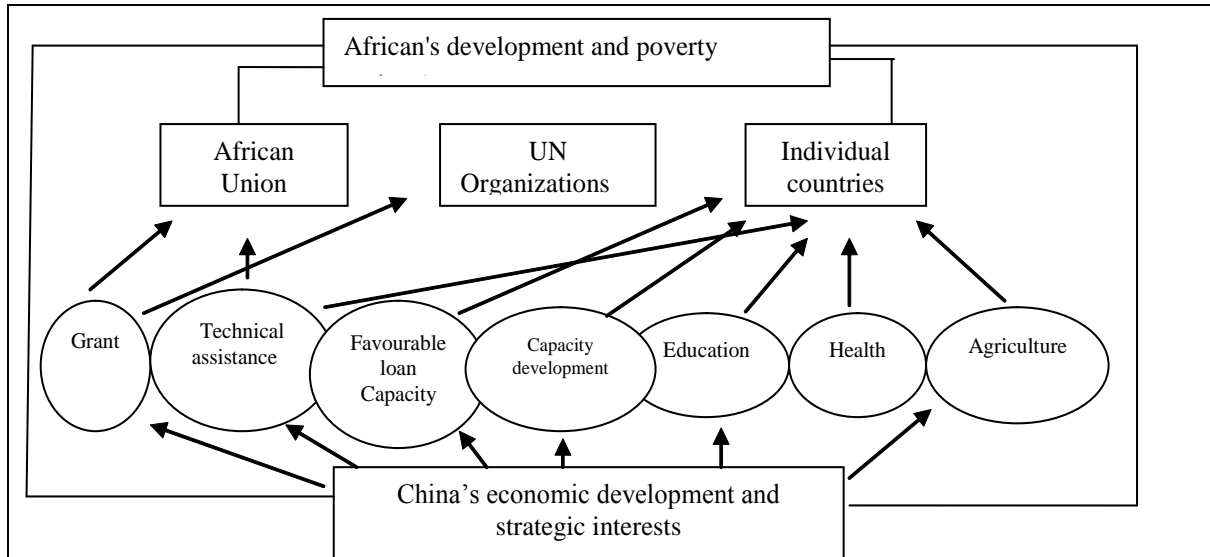 African's development and poverty
African
Union
UN
Organizations
Individual
countries
Grant
Technical
assistance
Favourable
loan
Capacity
Capacity
development
Education
Health
Agriculture
China’s economic development and
strategic interests